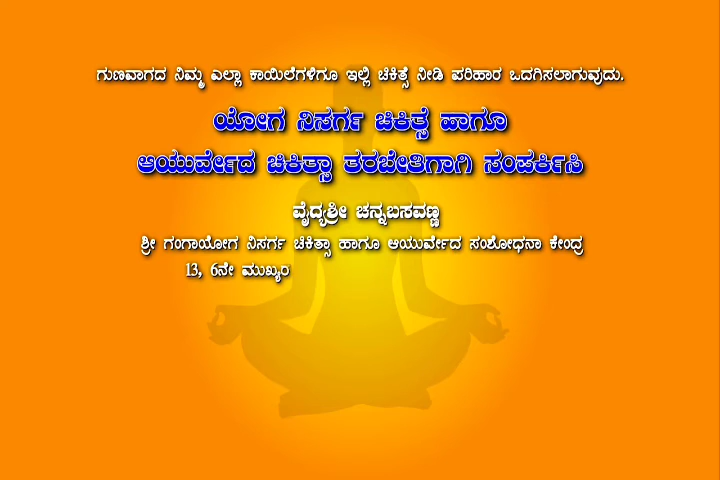 ಗುಣವಾಗದ ನಿಮ್ಮ ಎಲ್ಲಾ ಕಾಯಿಲೆಗಳಿಗೂ ಇಲ್ಲಿ ಚಿಕಿತ್ಸೆ ನೀಡಿ ಪರಿಹಾರ ಒದಗಿಸಲಾಗುವುದು.
ಯೋಗ ನಿಸರ್ಗ ಚಿಕಿತ್ಸೆ ಹಾಗೂ
ಆಯುರ್ವೇದ ಚಿಕಿತ್ಸಾ ತರಬೇತಿಗಾಗಿ ಸಂಪರ್ಕಿಸಿ
ವೈದ್ಯಶ್ರೀ ಚನ್ನಬಸವಣ್ಣ
ಶ್ರೀ ಗಂಗಾಯೋಗ ನಿಸರ್ಗ ಚಿಕಿತ್ಸಾ ಹಾಗೂ ಆಯುರ್ವೇದ ಸಂಶೋಧನಾ ಕೇಂದ್ರ
13, 6ನೇ ಮುಖ್ಯರ